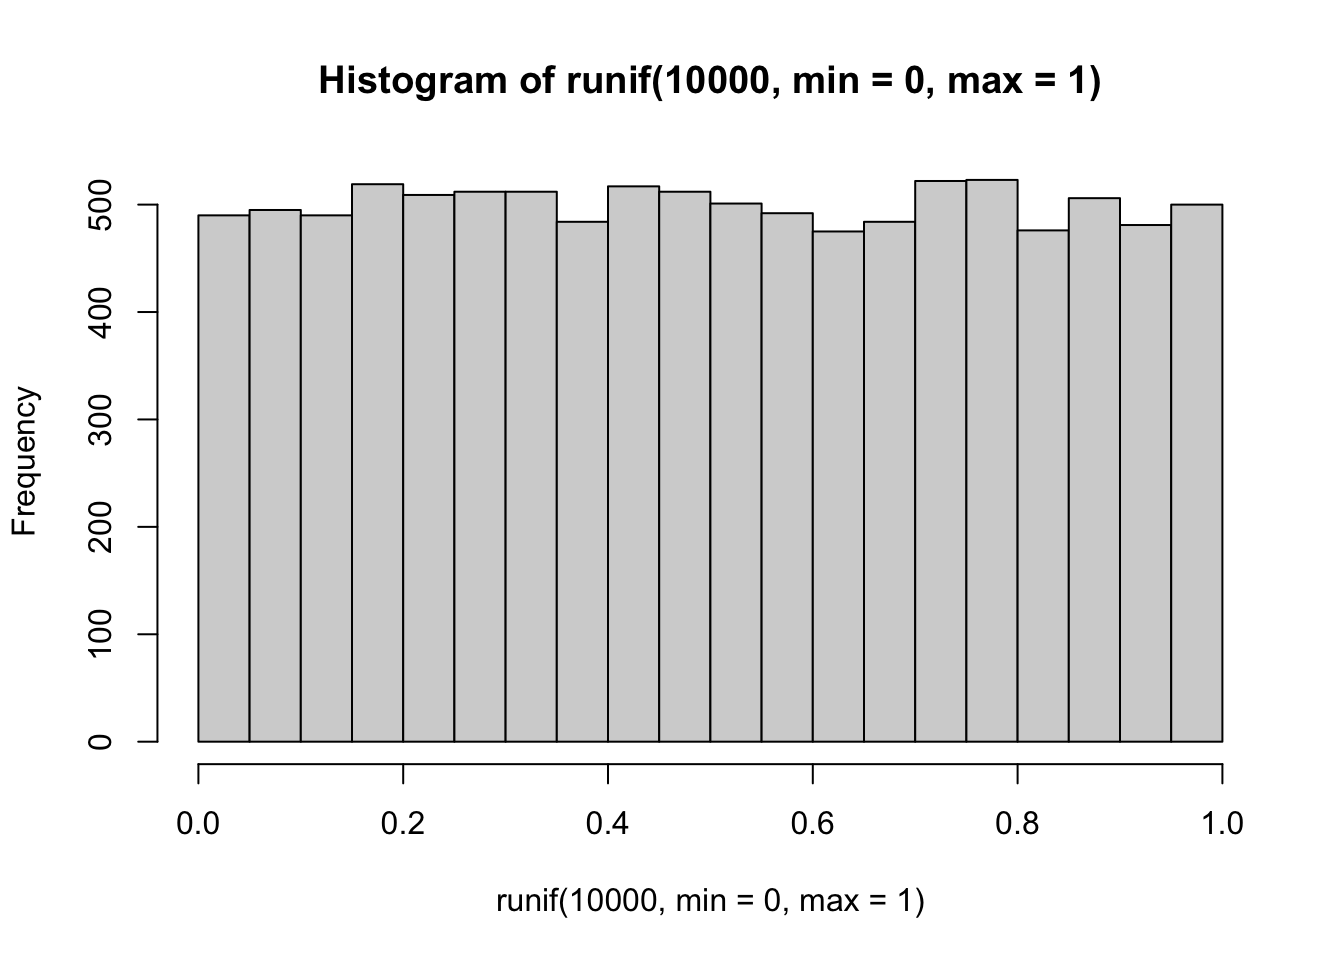 Histogram of runif(10000, min = 0, max = 1)
Frequency
500
400
300
200
100
0
0.0 0.2 0.4 0.6 0.8 1.0
runif(10000, min = 0, max = 1)